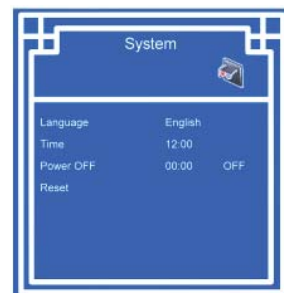 System
Language English
Time 12:00
Power OFF 00:00 OFF
Reset